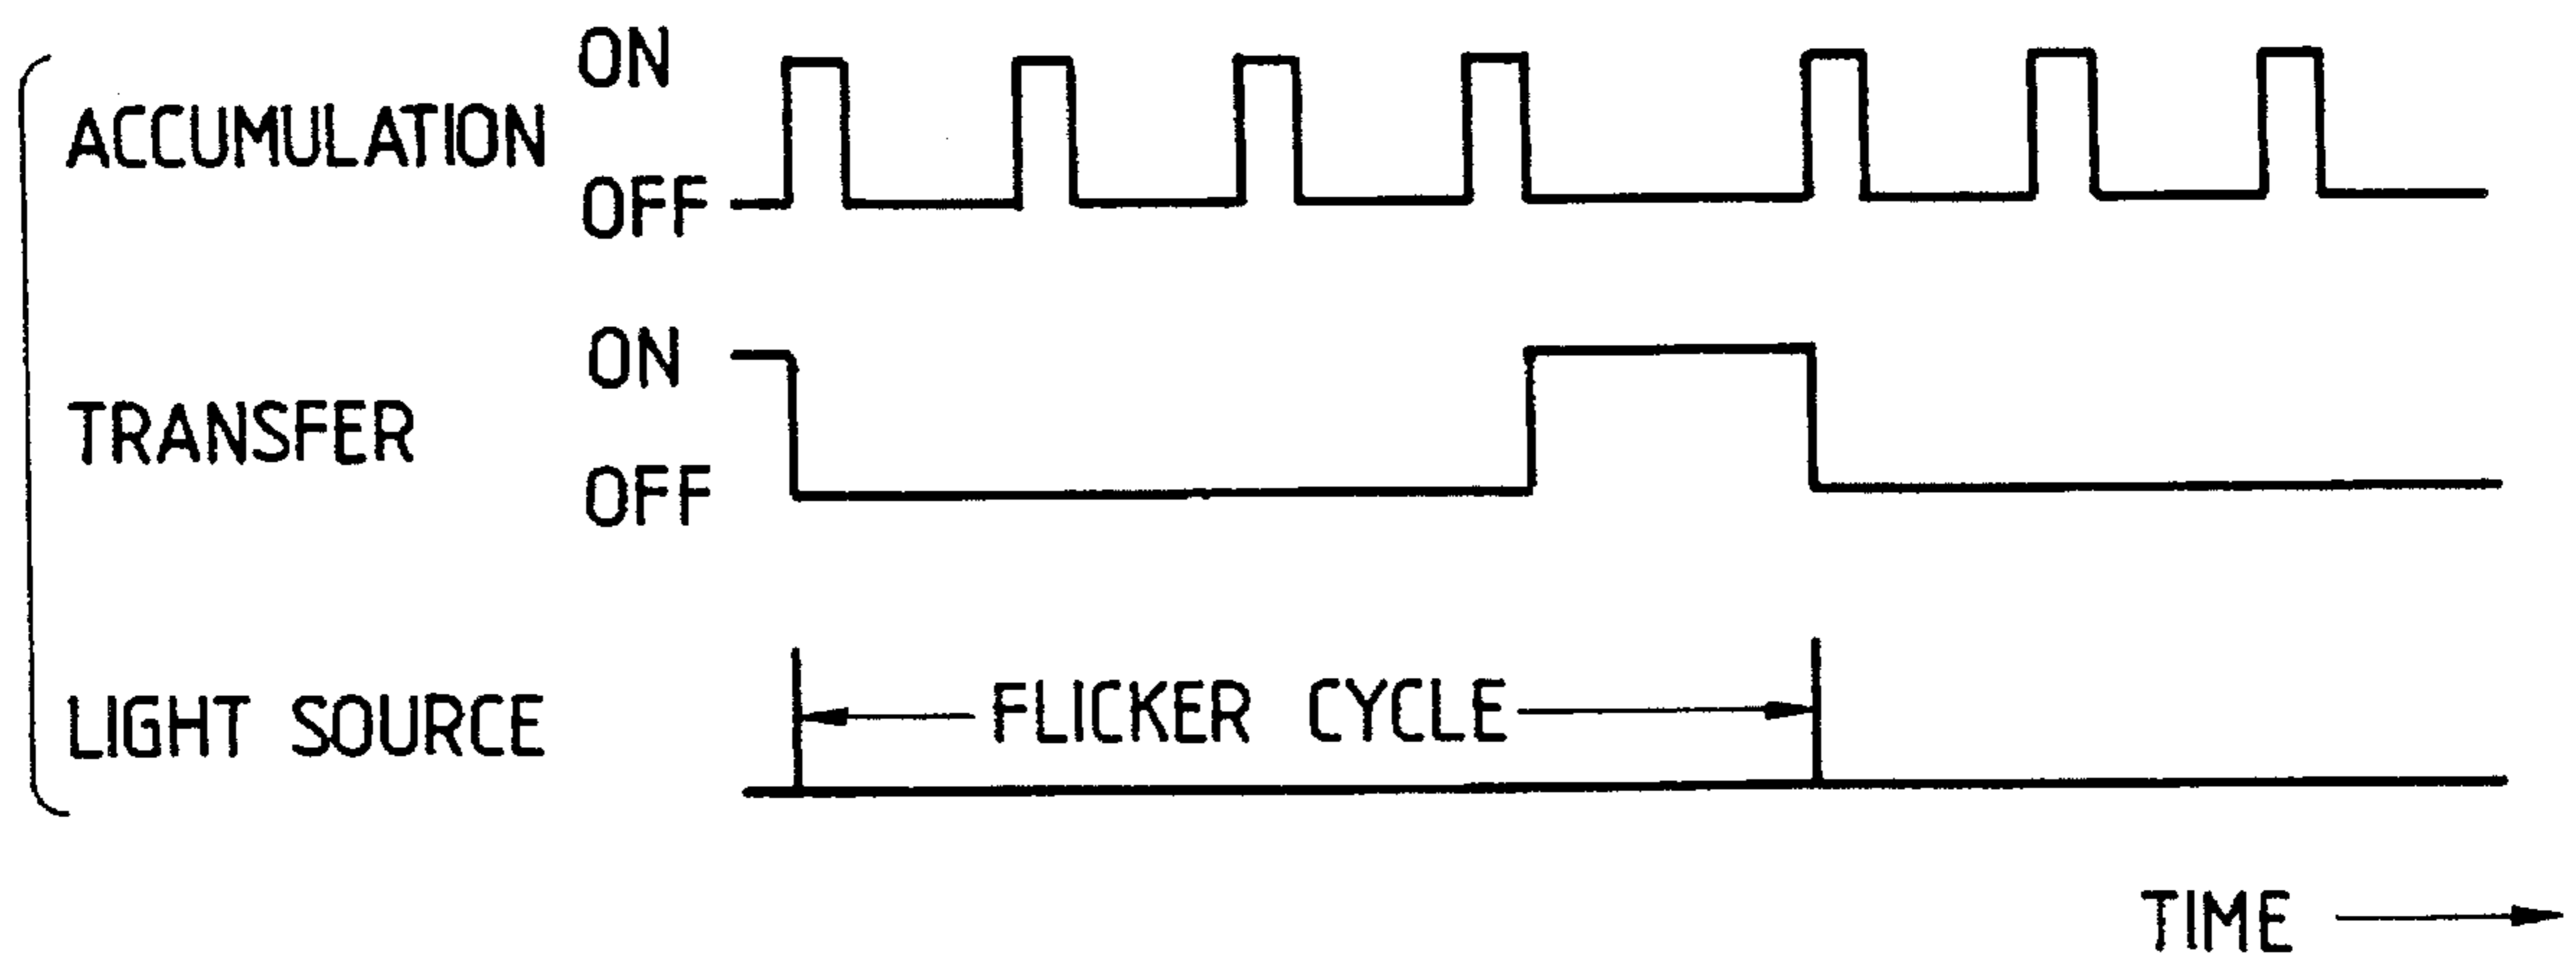 ON
ACCUMULATION
OFF
ON
TRANSFER
OFF
LIGHT SOURCE
FLICKER CYCLE
TIME